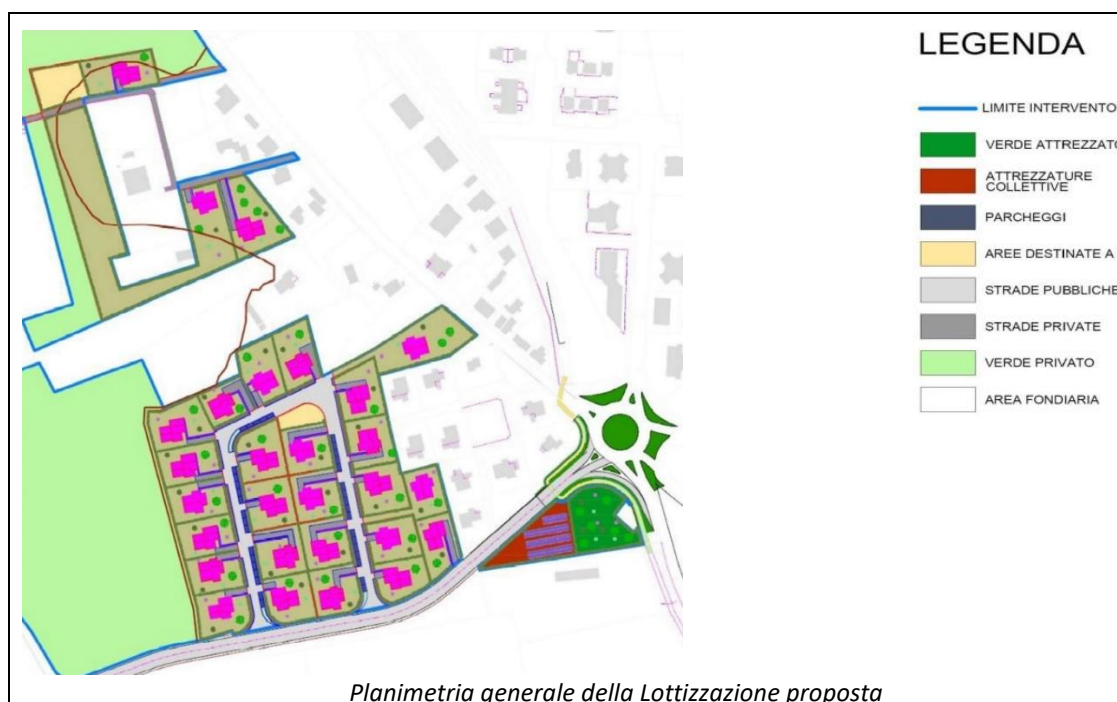 LEGENDA
LIMITE INTERVENTO
VERDE ATTREZZATO
ATTREZZATURE
COLLETTIVE
PARCHEGGI
AREE DESTINATE A
STRADE PUBBLICHE
STRADE PRIVATE
VERDE PRIVATO
AREA FONDIARIA
Planimetria generale della Lottizzazione proposta